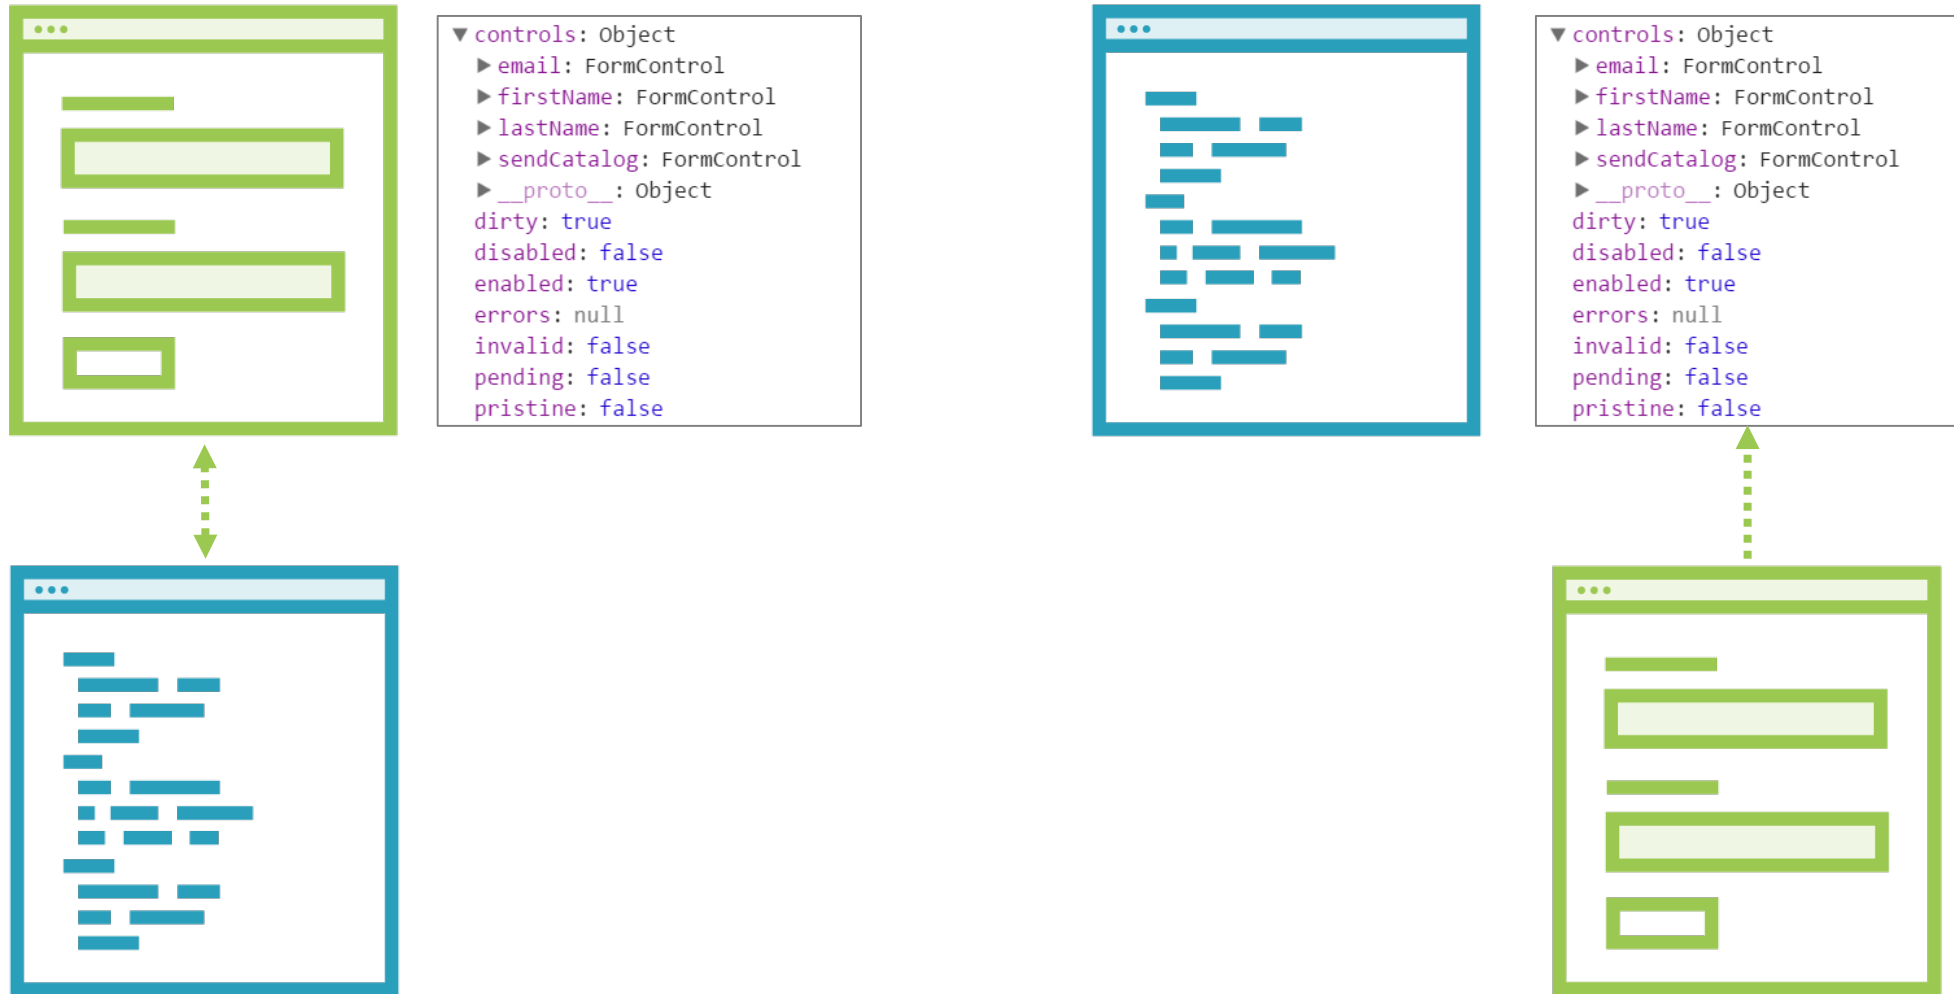 controls: Object
email: FormControl
firstName: FormControl
lastName: FormControl
sendCatalog: FormControl
__proto__: Object
dirty: true
disabled: false
enabled: true
errors: null
invalid: false
pending: false
pristine: false
controls: Object
email: FormControl
firstName: FormControl
lastName: FormControl
sendCatalog: FormControl
__proto__: Object
dirty: true
disabled: false
enabled: true
errors: null
invalid: false
pending: false
pristine: false